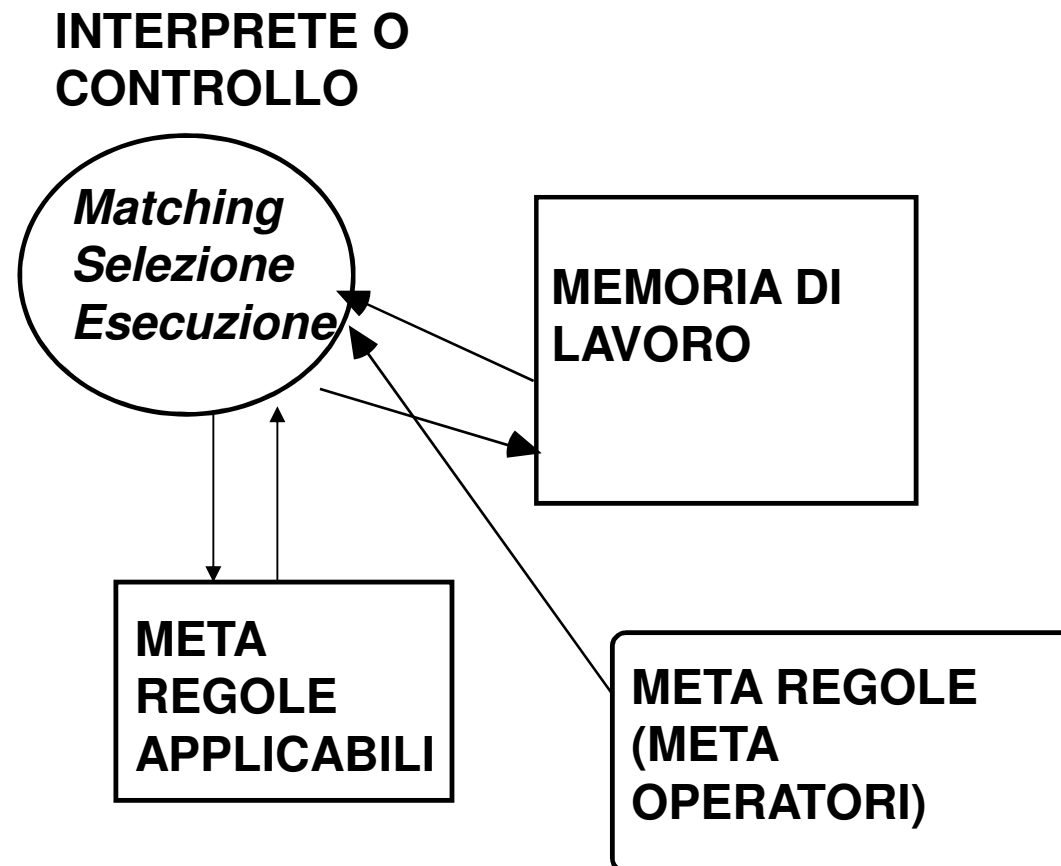 INTERPRETE O
CONTROLLO
Matching
Selezione
Esecuzione
MEMORIA DI
LAVORO
META
REGOLE
APPLICABILI
META REGOLE
(META
OPERATORI)